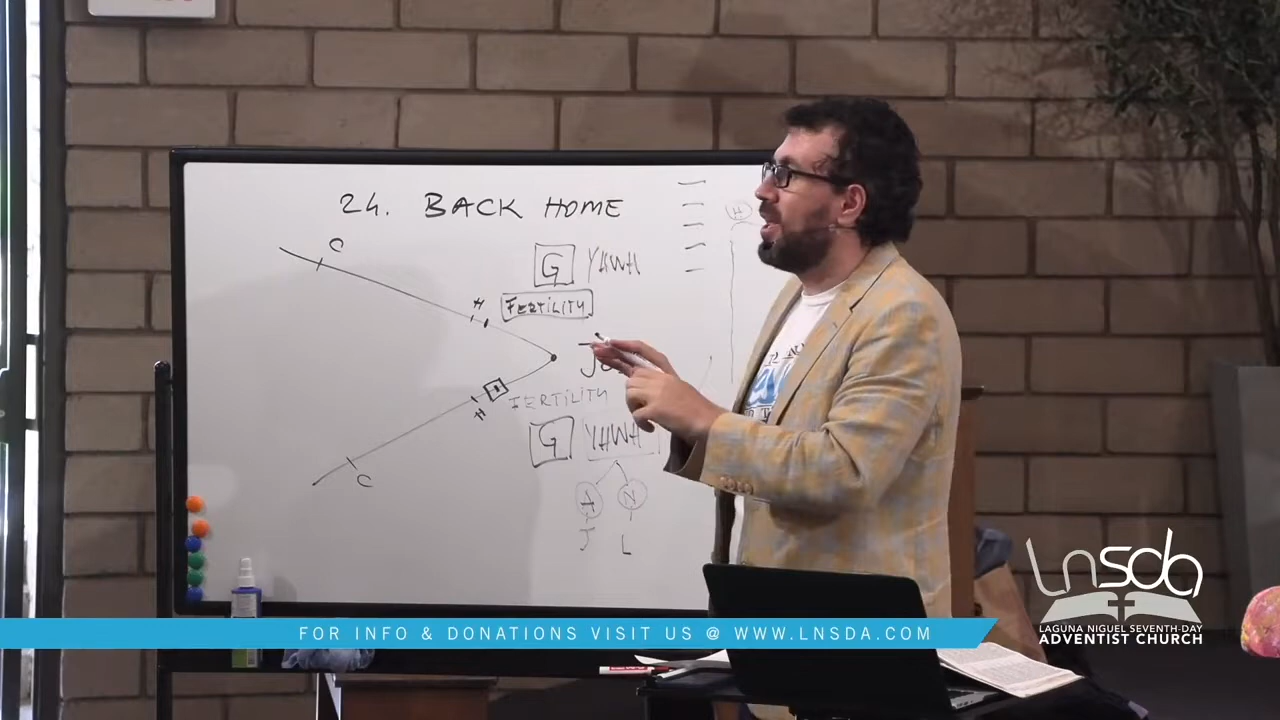 24. BACK HOME
C
G YHWH
H FERTILITY
H FERTILITY
G YHWH
C
A N
J L
FOR INFO & DONATIONS VISIT US @ WWW.LNSDA.COM
LNSDA
LAGUNA NIGUEL SEVENTH-DAY
ADVENTIST CHURCH